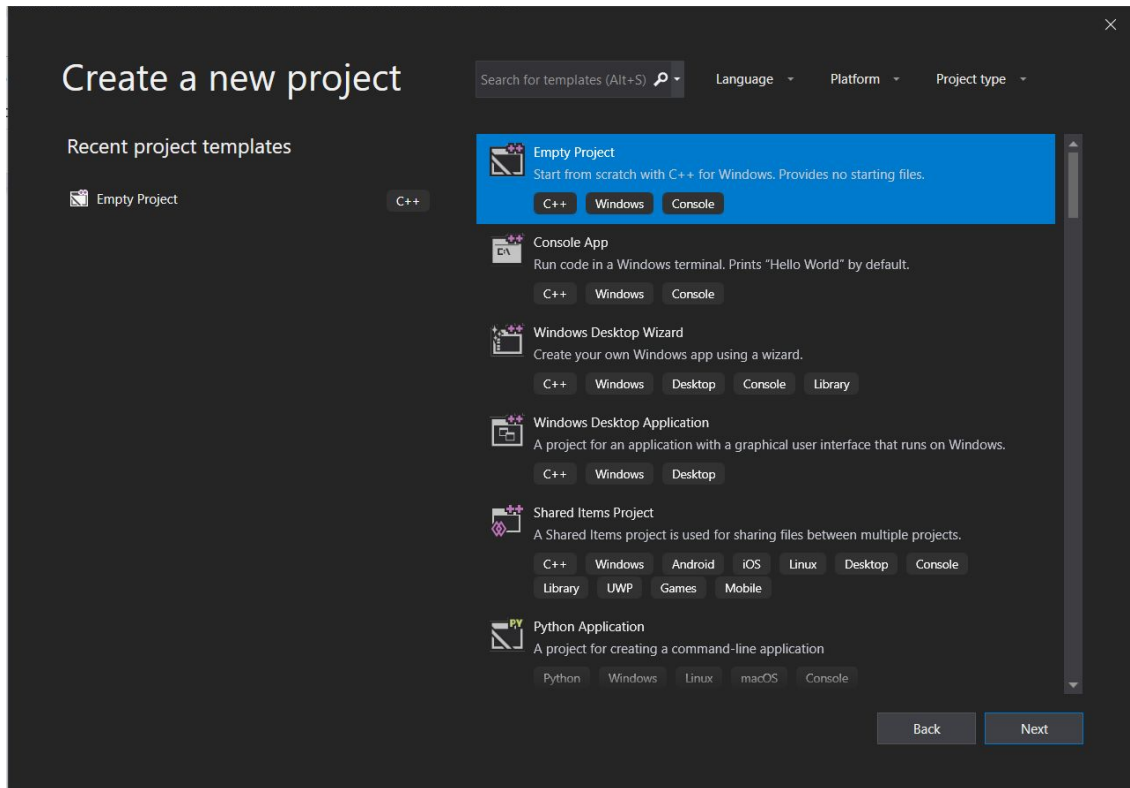 Create a new project
Search for templates (Alt+S)
Language
Platform
Project type
Recent project templates
Empty Project
C++
Empty Project
Start from scratch with C++ for Windows. Provides no starting files.
C++ Windows Console
Console App
Run code in a Windows terminal. Prints "Hello World" by default.
C++ Windows Console
Windows Desktop Wizard
Create your own Windows app using a wizard.
C++ Windows Desktop Console Library
Windows Desktop Application
A project for an application with a graphical user interface that runs on Windows.
C++ Windows Desktop
Shared Items Project
A Shared Items project is used for sharing files between multiple projects.
C++ Windows Android iOS Linux Desktop Console
Library UWP Games Mobile
PY
Python Application
A project for creating a command-line application
Python Windows Linux macOS Console
Back
Next